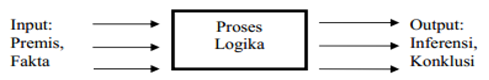 Input:
Premis,
Fakta
Proses
Logika
Output:
Inferensi,
Konklusi